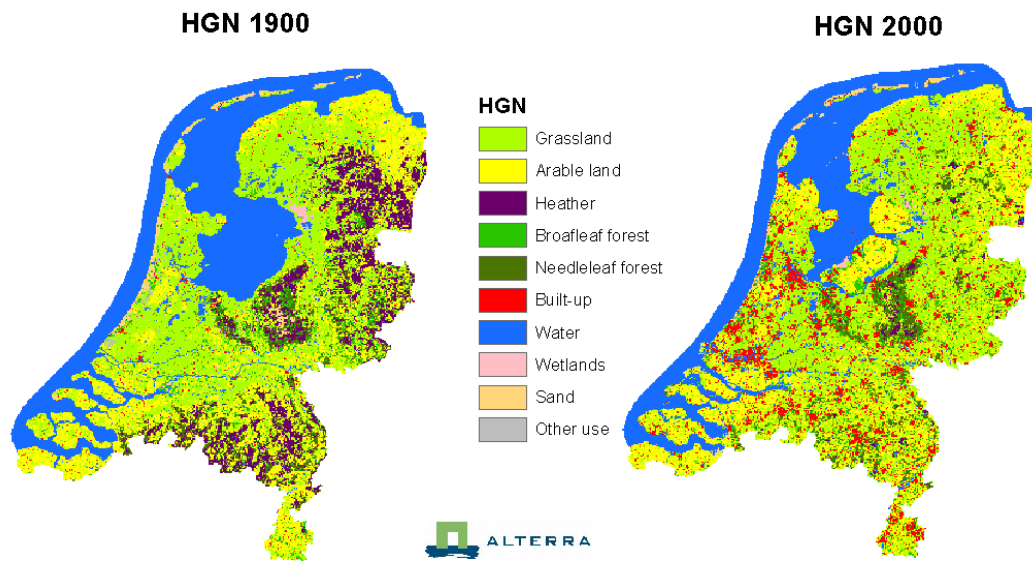 HGN 1900
HGN 2000
HGN
Grassland
Arable land
Heather
Broafleaf forest
Needleleaf forest
Built-up
Water
Wetlands
Sand
Other use
ALTERRA